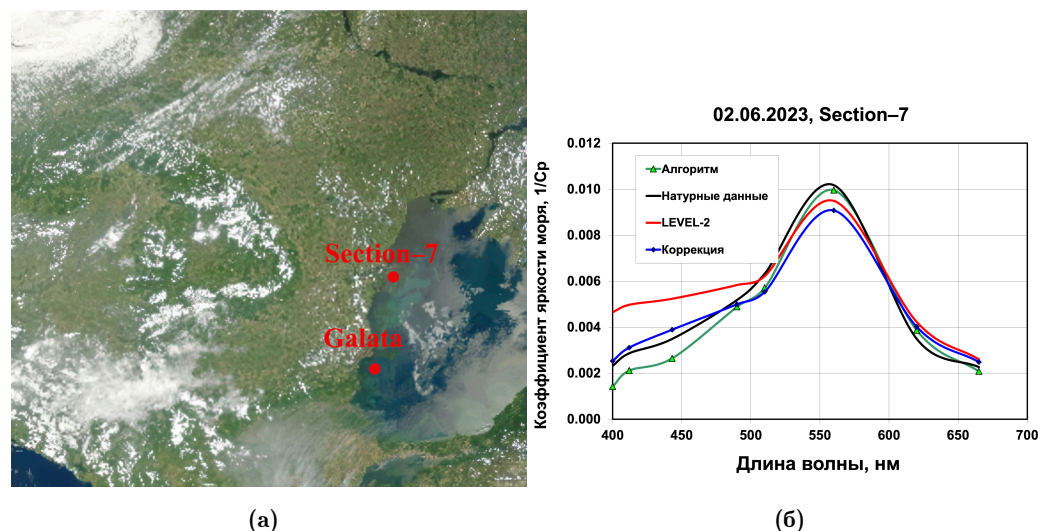 Section–7
Galata
(а)
02.06.2023, Section–7
Коэффициент яркости моря, 1/Ср
0.012
0.010
0.008
0.006
0.004
0.002
0.000
Алгоритм
Натурные данные
LEVEL-2
Коррекция
400 450 500 550 600 650 700
Длина волны, нм
(б)